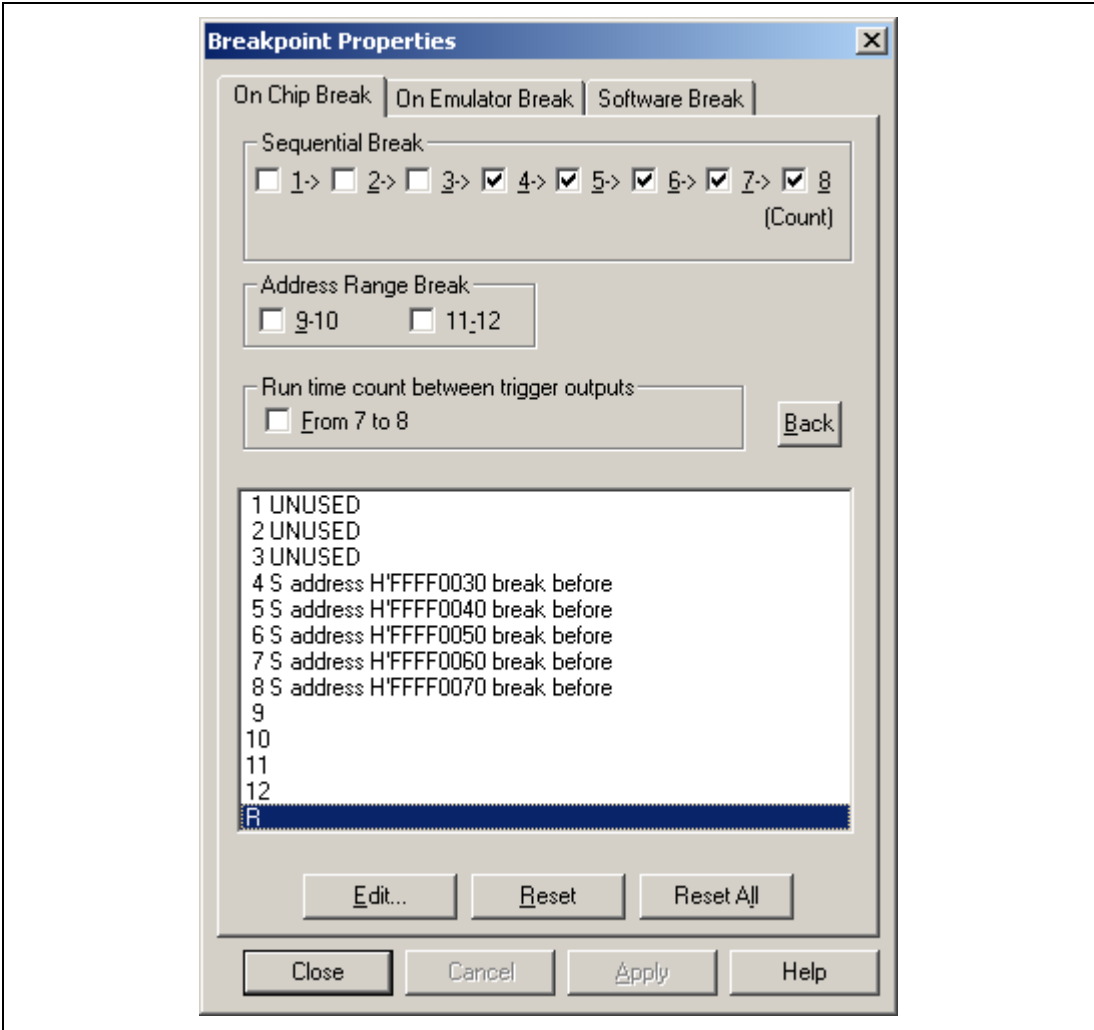 Breakpoint Properties
On Chip Break On Emulator Break Software Break
Sequential Break
1-> 2-> 3-> 4-> 5-> 6-> 7-> 8
(Count)
Address Range Break
9-10 11-12
Run time count between trigger outputs
From 7 to 8
Back
1 UNUSED
2 UNUSED
3 UNUSED
4 S address H'FFFF0030 break before
5 S address H'FFFF0040 break before
6 S address H'FFFF0050 break before
7 S address H'FFFF0060 break before
8 S address H'FFFF0070 break before
9
10
11
12
R
Edit... Reset Reset All
Close Cancel Apply Help